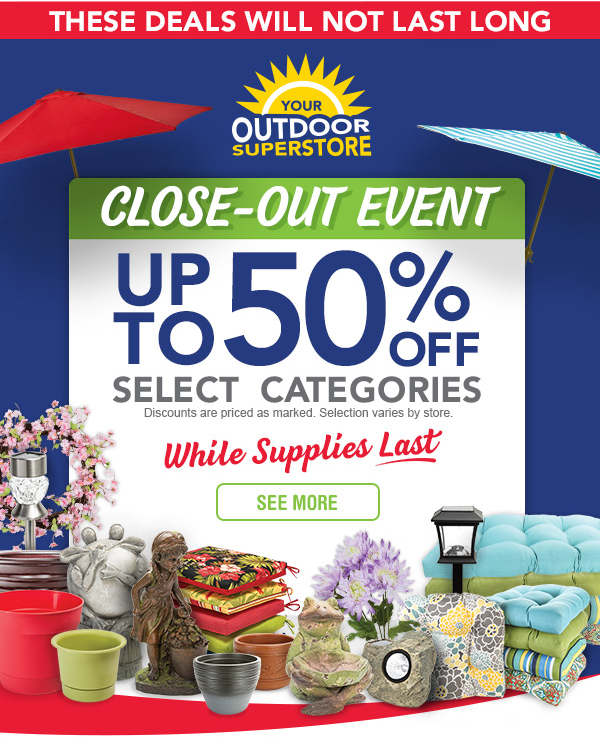 THESE DEALS WILL NOT LAST LONG
YOUR
OUTDOOR
SUPERSTORE
CLOSE-OUT EVENT
UP TO 50% OFF
SELECT CATEGORIES
Discounts are priced as marked. Selection varies by store.
While Supplies Last
SEE MORE